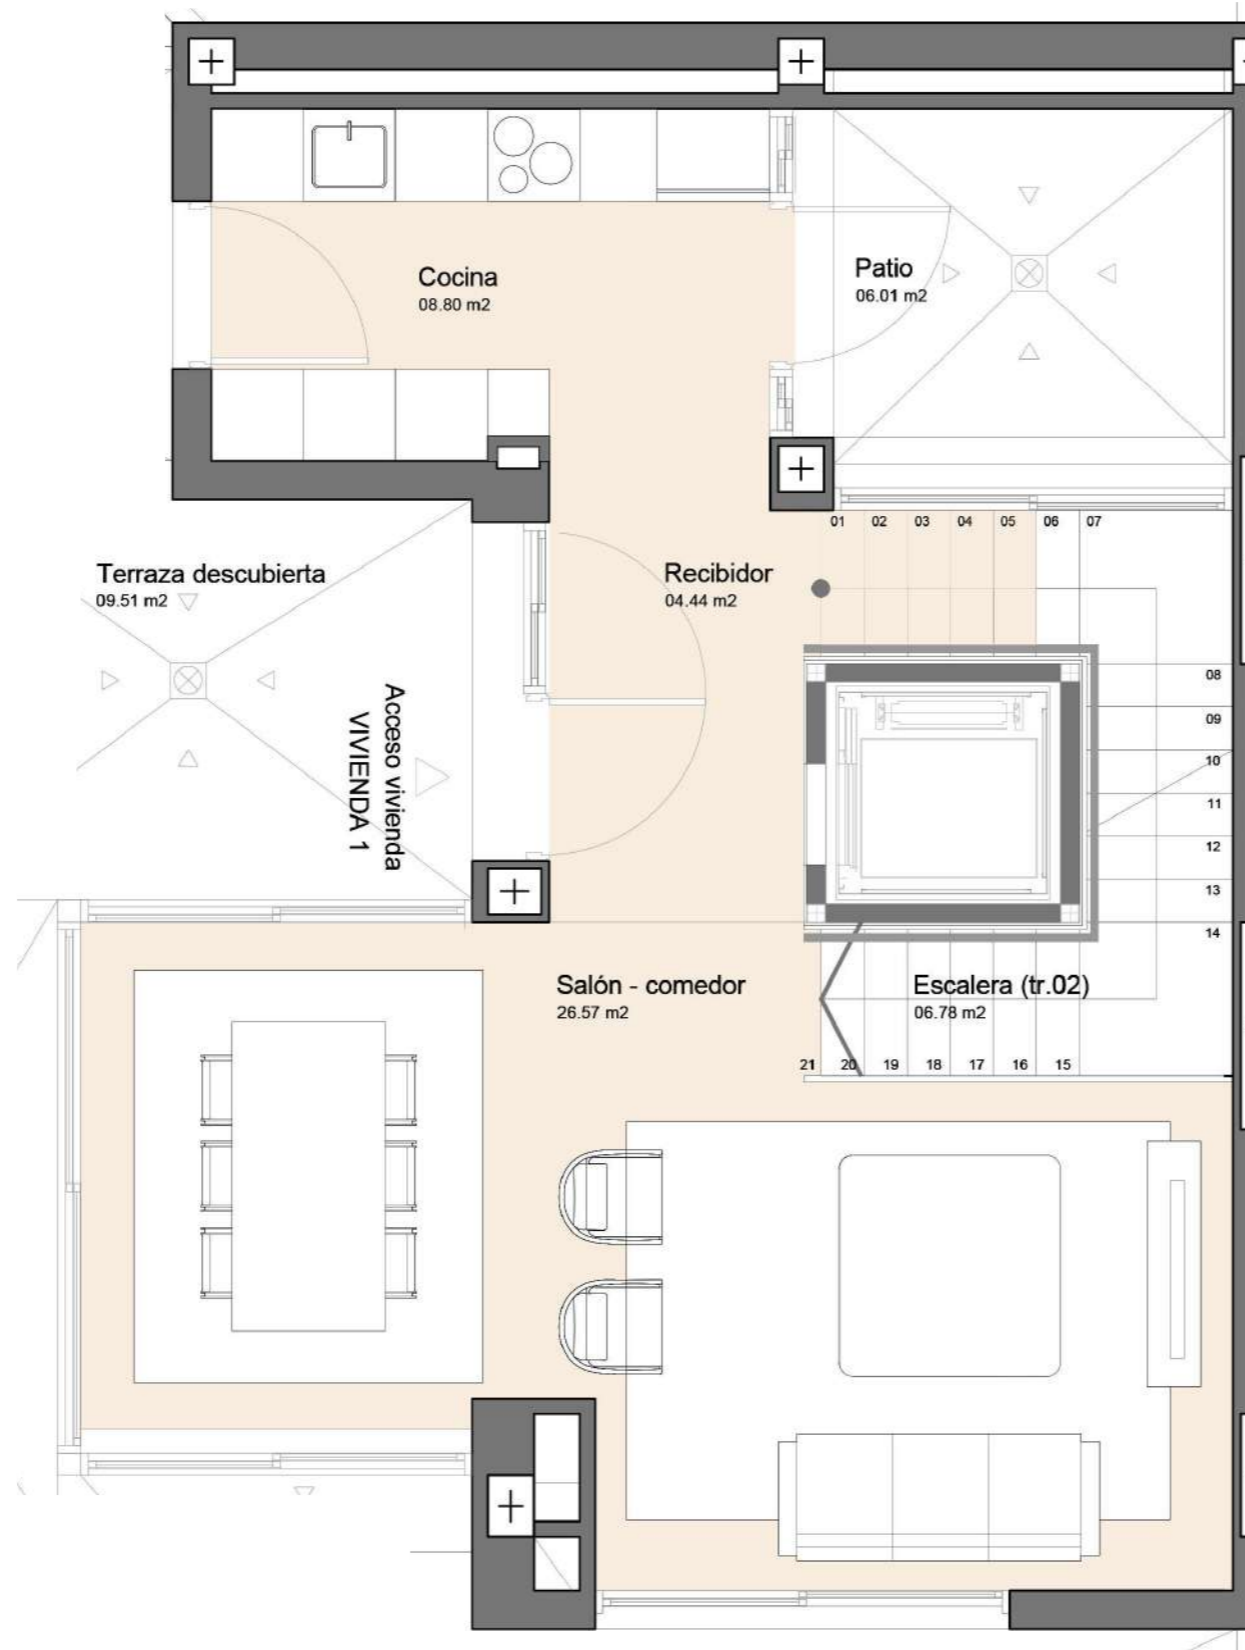 Cocina
08.80 m2
Patio
06.01 m2
Terraza descubierta
09.51 m2
Acceso vivienda
VIVIENDA 1
Recibidor
04.44 m2
01 02 03 04 05 06 07
08
09
10
11
12
13
14
Salón - comedor
26.57 m2
Escalera (tr.02)
06.78 m2
21 20 19 18 17 16 15